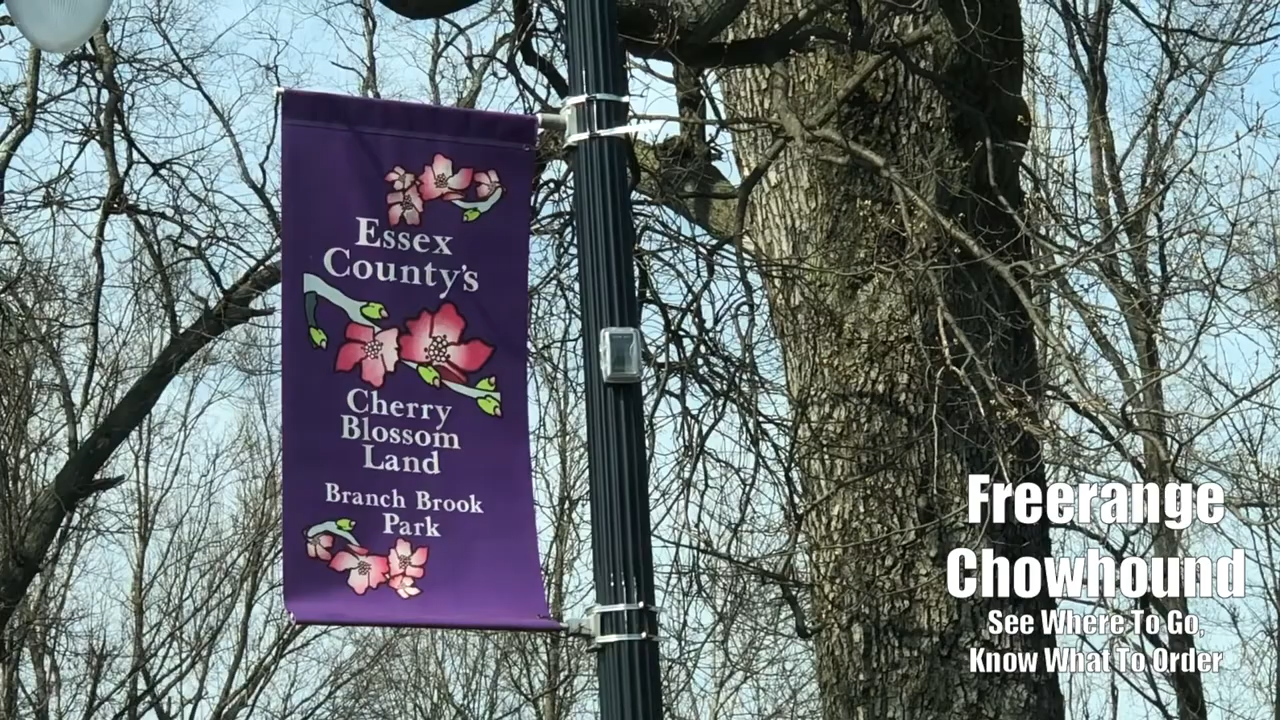 Essex
County's
Cherry
Blossom
Land
Branch Brook
Park
Freerange
Chowhound
See Where To Go,
Know What To Order